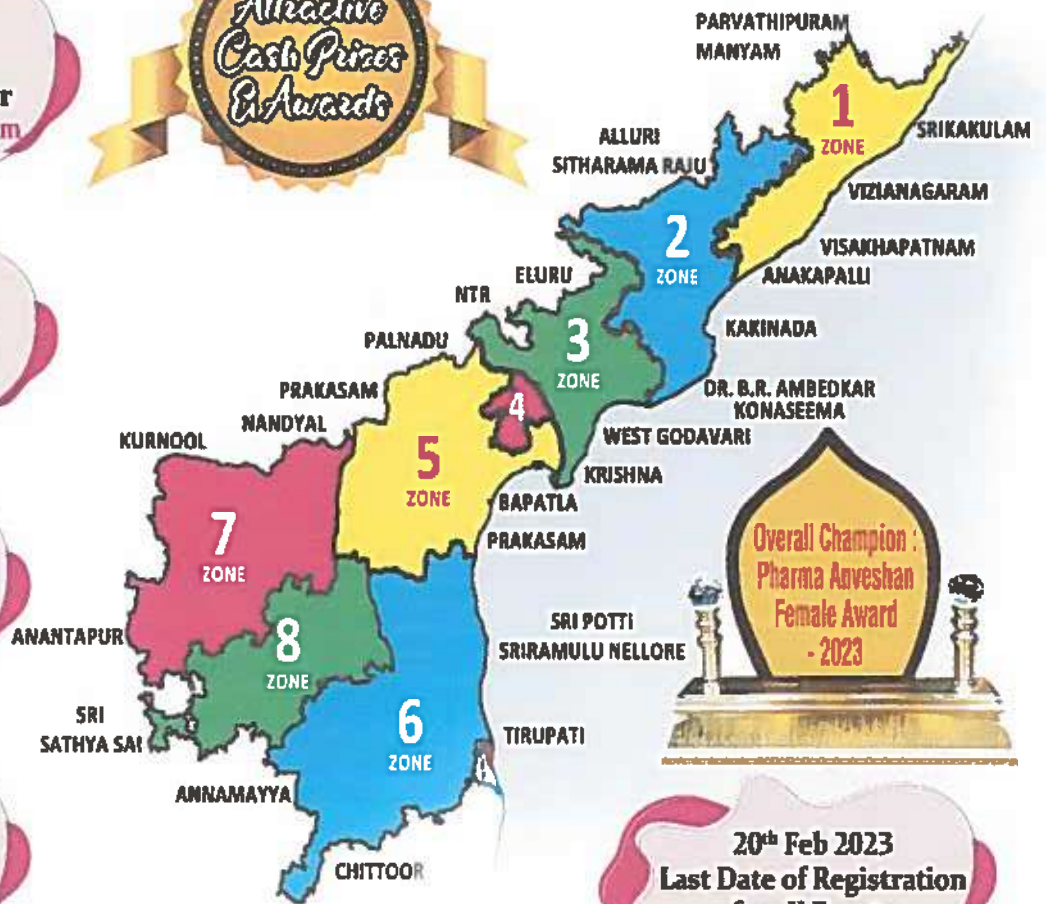 Attractive
Cash Prizes
& Awards
r
m
PARVATHIPURAM
MANYAM
1
ZONE
SRIKAKULAM
ALLURI
SITHARAMA RAJU
VIZIANAGARAM
2
ZONE
VISAKHAPATNAM
ANAKAPALLI
ELURU
NTR
KAKINADA
PALNADU
3
ZONE
PRAKASAM
4
DR. B.R. AMBEDKAR
KONASEEMA
NANDYAL
KURNOOL
WEST GODAVARI
5
ZONE
KRISHNA
BAPATLA
PRAKASAM
7
ZONE
Overall Champion :
Pharma Anveshan
Female Award
- 2023
ANANTAPUR
8
ZONE
SRI POTTI
SRIRAMULU NELLORE
6
ZONE
SRI
SATHYA SAI
TIRUPATI
ANNAMAYYA
CHITTOOR
20th Feb 2023
Last Date of Registration